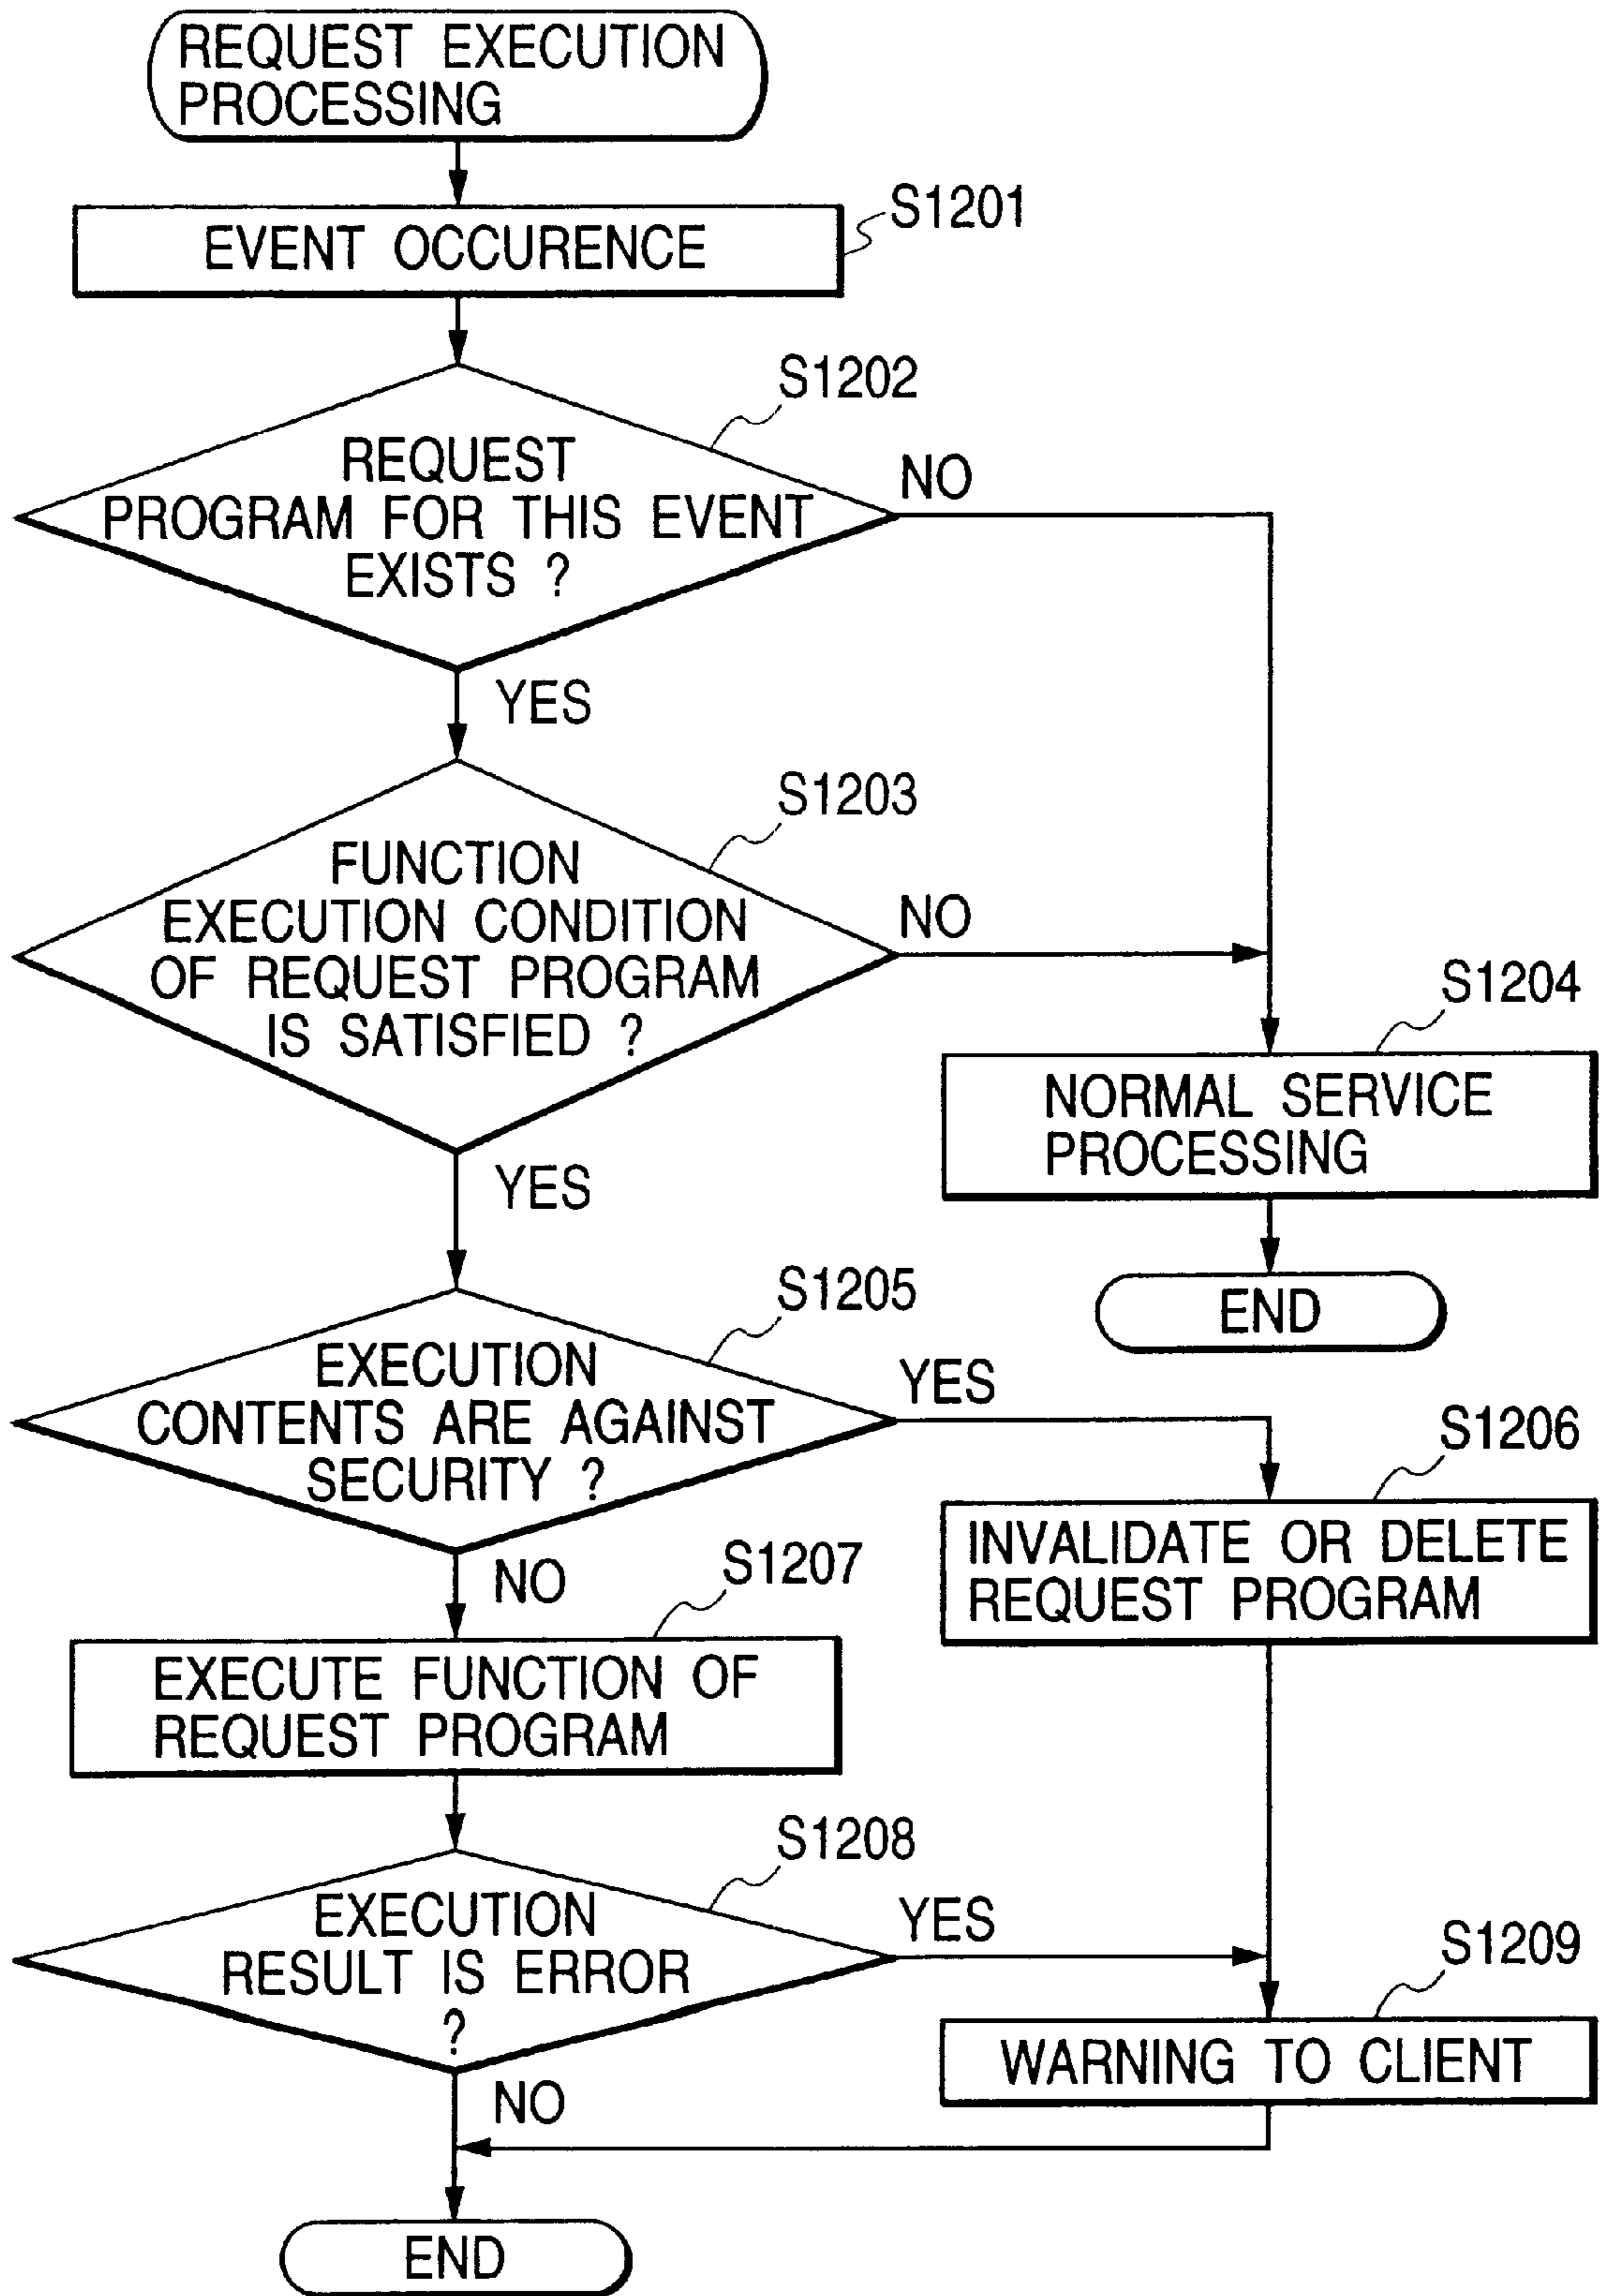 REQUEST EXECUTION
PROCESSING
S1201
EVENT OCCURENCE
S1202
REQUEST
PROGRAM FOR THIS EVENT
EXISTS ?
NO
YES
S1203
FUNCTION
EXECUTION CONDITION
OF REQUEST PROGRAM
IS SATISFIED ?
NO
YES
S1204
NORMAL SERVICE
PROCESSING
END
S1205
EXECUTION
CONTENTS ARE AGAINST
SECURITY ?
YES
NO
S1206
INVALIDATE OR DELETE
REQUEST PROGRAM
S1207
EXECUTE FUNCTION OF
REQUEST PROGRAM
S1208
EXECUTION
RESULT IS ERROR
?
YES
NO
S1209
WARNING TO CLIENT
END